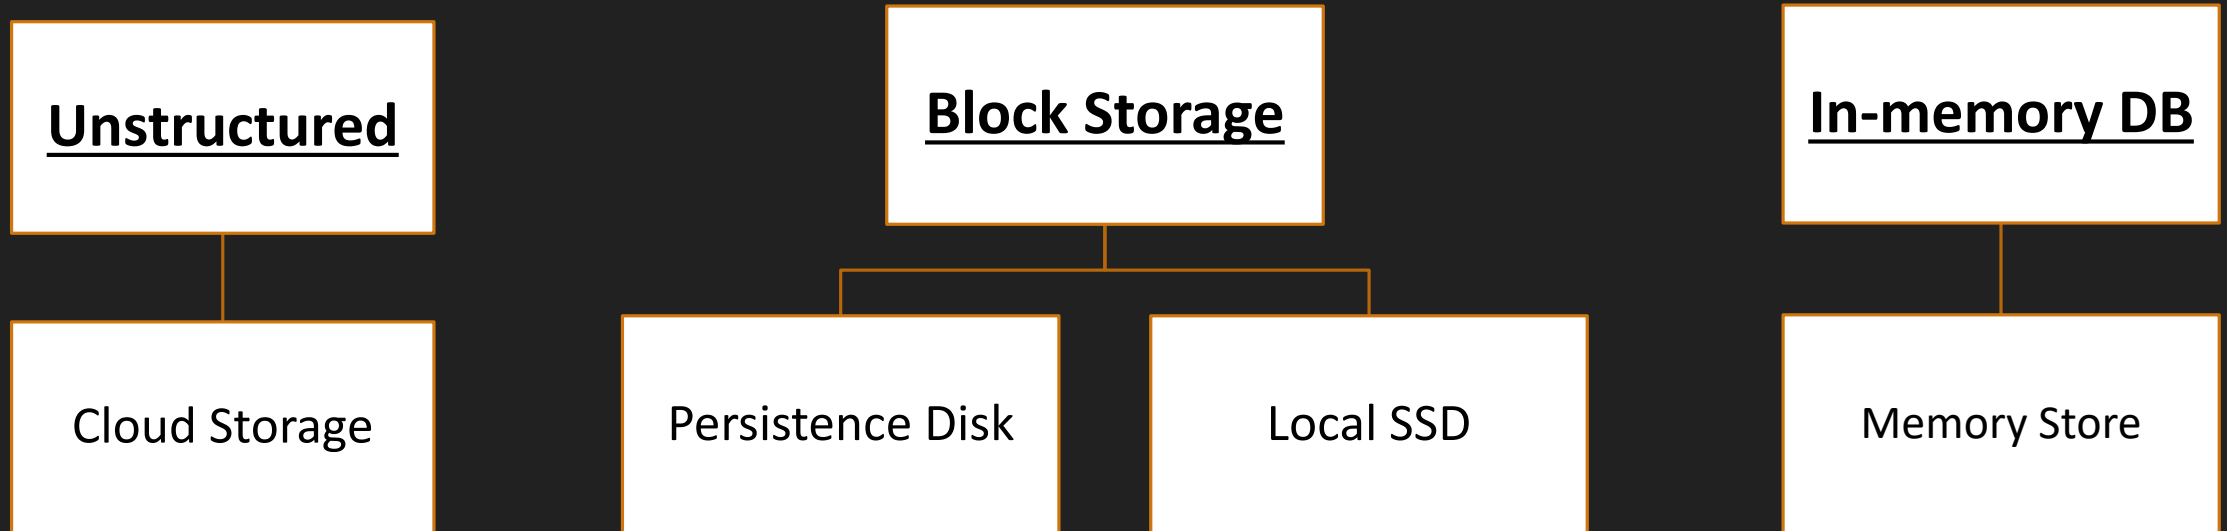 Unstructured
Block Storage
In-memory DB
Cloud Storage
Persistence Disk
Local SSD
Memory Store